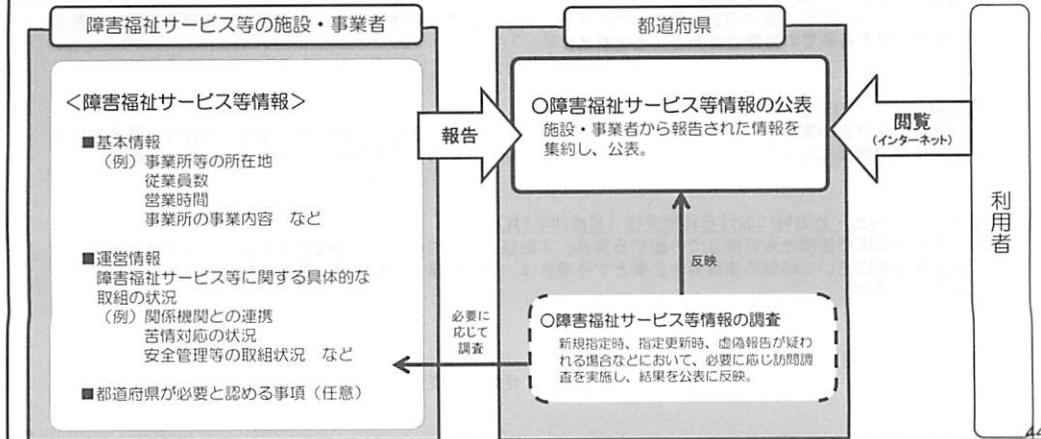 障害福祉サービス等の施設・事業者
<障害福祉サービス等情報>
■基本情報
(例)事業所等の所在地
従業員数
営業時間
事業所の事業内容 など
■運営情報
障害福祉サービス等に関する具体的な
取組の状況
(例)関係機関との連携
苦情対応の状況
安全管理等の取組状況 など
■都道府県が必要と認める事項(任意)
報告
必要に
応じて
調査
都道府県
〇障害福祉サービス等情報の公表
施設・事業者から報告された情報を
集約し、公表。
反映
〇障害福祉サービス等情報の調査
新規指定時、指定更新時、虚偽報告が疑わ
れる場合などにおいて、必要に応じ訪問調
査を実施し、結果を公表に反映。
閲覧
(インターネット)
利用者
44